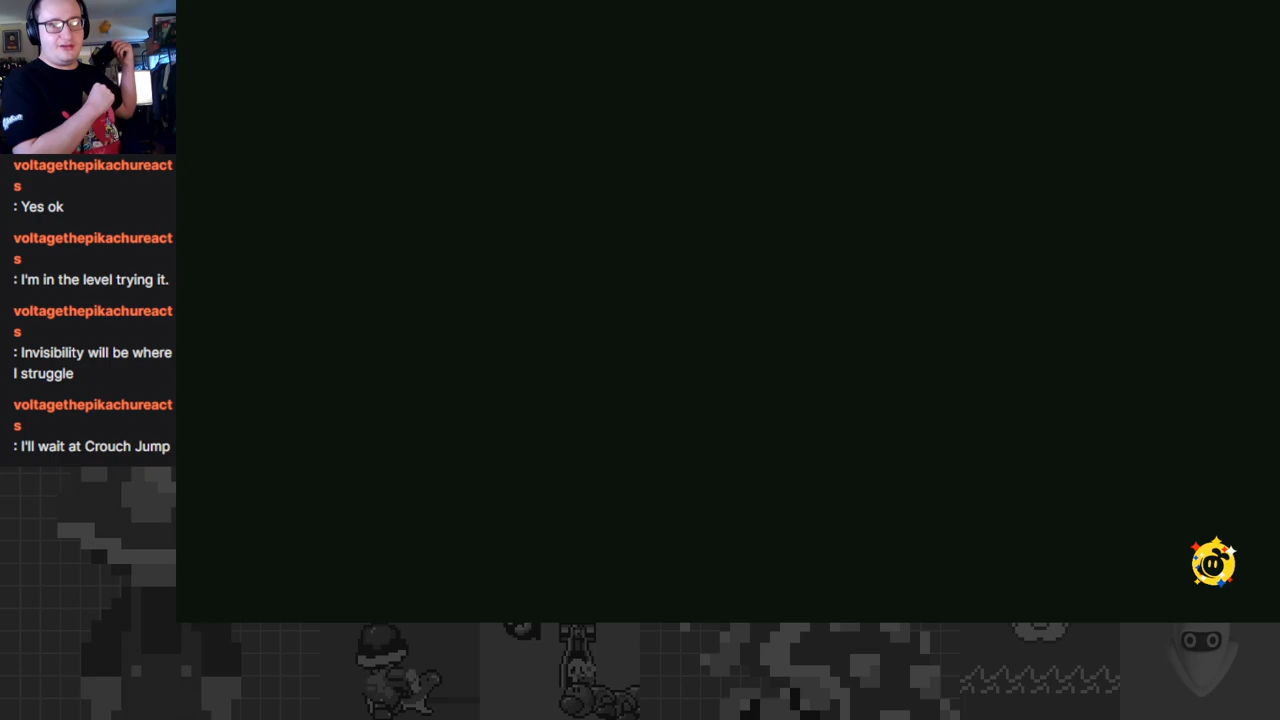 voltagethepikachureact
s
: Yes ok
voltagethepikachureact
s
: I'm in the level trying it.
voltagethepikachureact
s
: Invisibility will be where
I struggle
voltagethepikachureact
s
: I'll wait at Crouch Jump